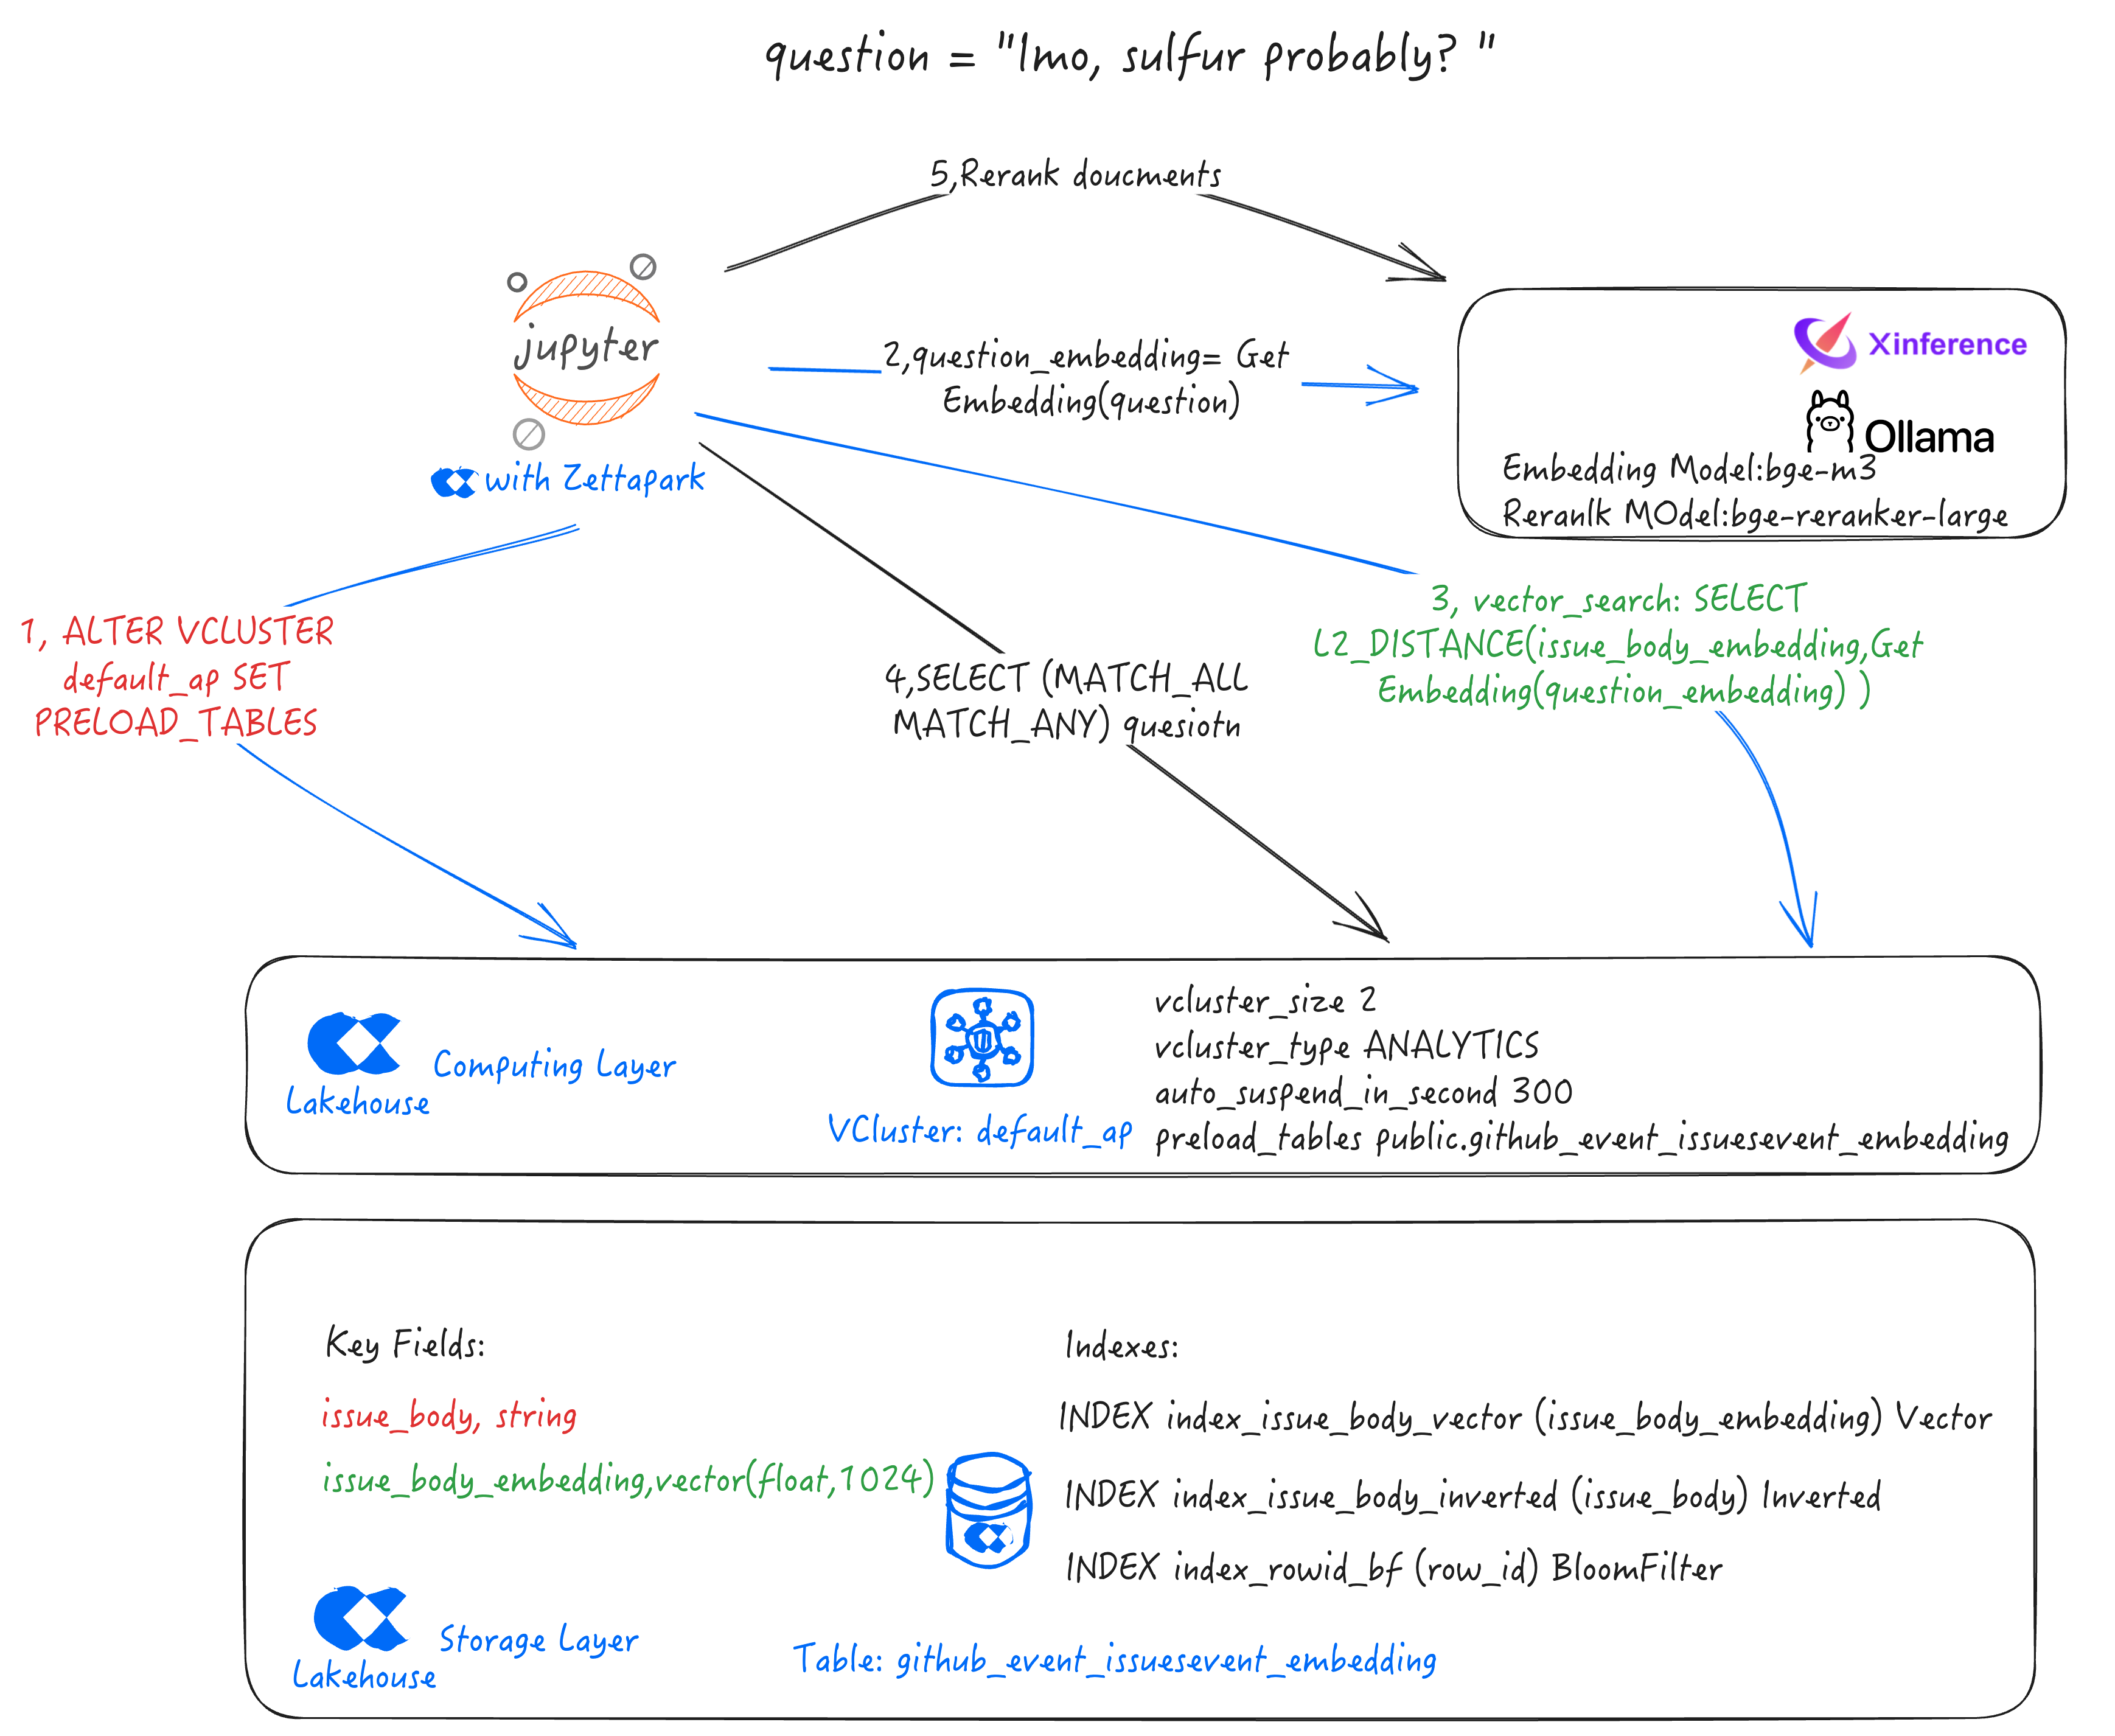 question = "Imo, sulfur probably? "
5,Rerank doucments
jupyter
with Zettapark
2,question_embedding= Get
Embedding(question)
Xinference
Ollama
Embedding Model:bge-m3
Reranlk MOdel:bge-reranker-large
1, ALTER VCLUSTER
default_ap SET
PRELOAD_TABLES
4,SELECT (MATCH_ALL
MATCH_ANY) quesiotn
3, vector_search: SELECT
L2_DISTANCE(issue_body_embedding,Get
Embedding(question_embedding) )
Lakehouse
Computing Layer
VCluster: default_ap
vcluster_size 2
vcluster_type ANALYTICS
auto_suspend_in_second 300
preload_tables public.github_event_issuesevent_embedding
Key Fields:
issue_body, string
issue_body_embedding,vector(float,1024)
Indexes:
INDEX index_issue_body_vector (issue_body_embedding) Vector
INDEX index_issue_body_inverted (issue_body) Inverted
INDEX index_rowid_bf (row_id) BloomFilter
Lakehouse
Storage Layer
Table: github_event_issuesevent_embedding